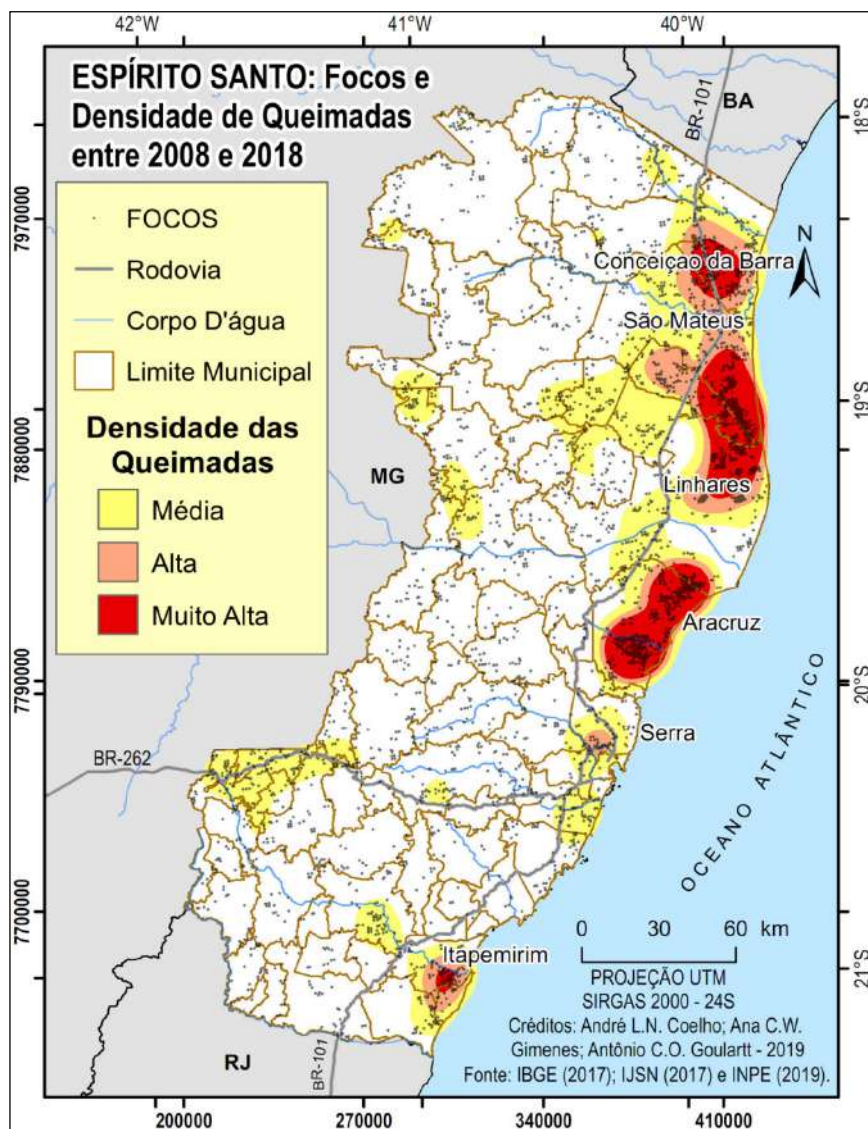 42°W
41°W
40°W
ESPÍRITO SANTO: Focos e
Densidade de Queimadas
entre 2008 e 2018
FOCOS
Rodovia
Corpo D'água
Limite Municipal
Densidade das
Queimadas
Média
Alta
Muito Alta
BR-101
BA
18°S
7970000
N
Conceiçao da Barra
São Mateus
19°S
7880000
MG
Linhares
Aracruz
7790000
20°S
Serra
BR-262
OCEANO ATLÂNTICO
7700000
0 30 60 km
Itapemirim
21°S
PROJEÇÃO UTM
SIRGAS 2000 - 24S
Créditos: André L.N. Coelho; Ana C.W.
Gimenes; Antônio C.O. Goulartt - 2019
Fonte: IBGE (2017); IJSN (2017) e INPE (2019).
RJ
BR-101
200000
270000
340000
410000